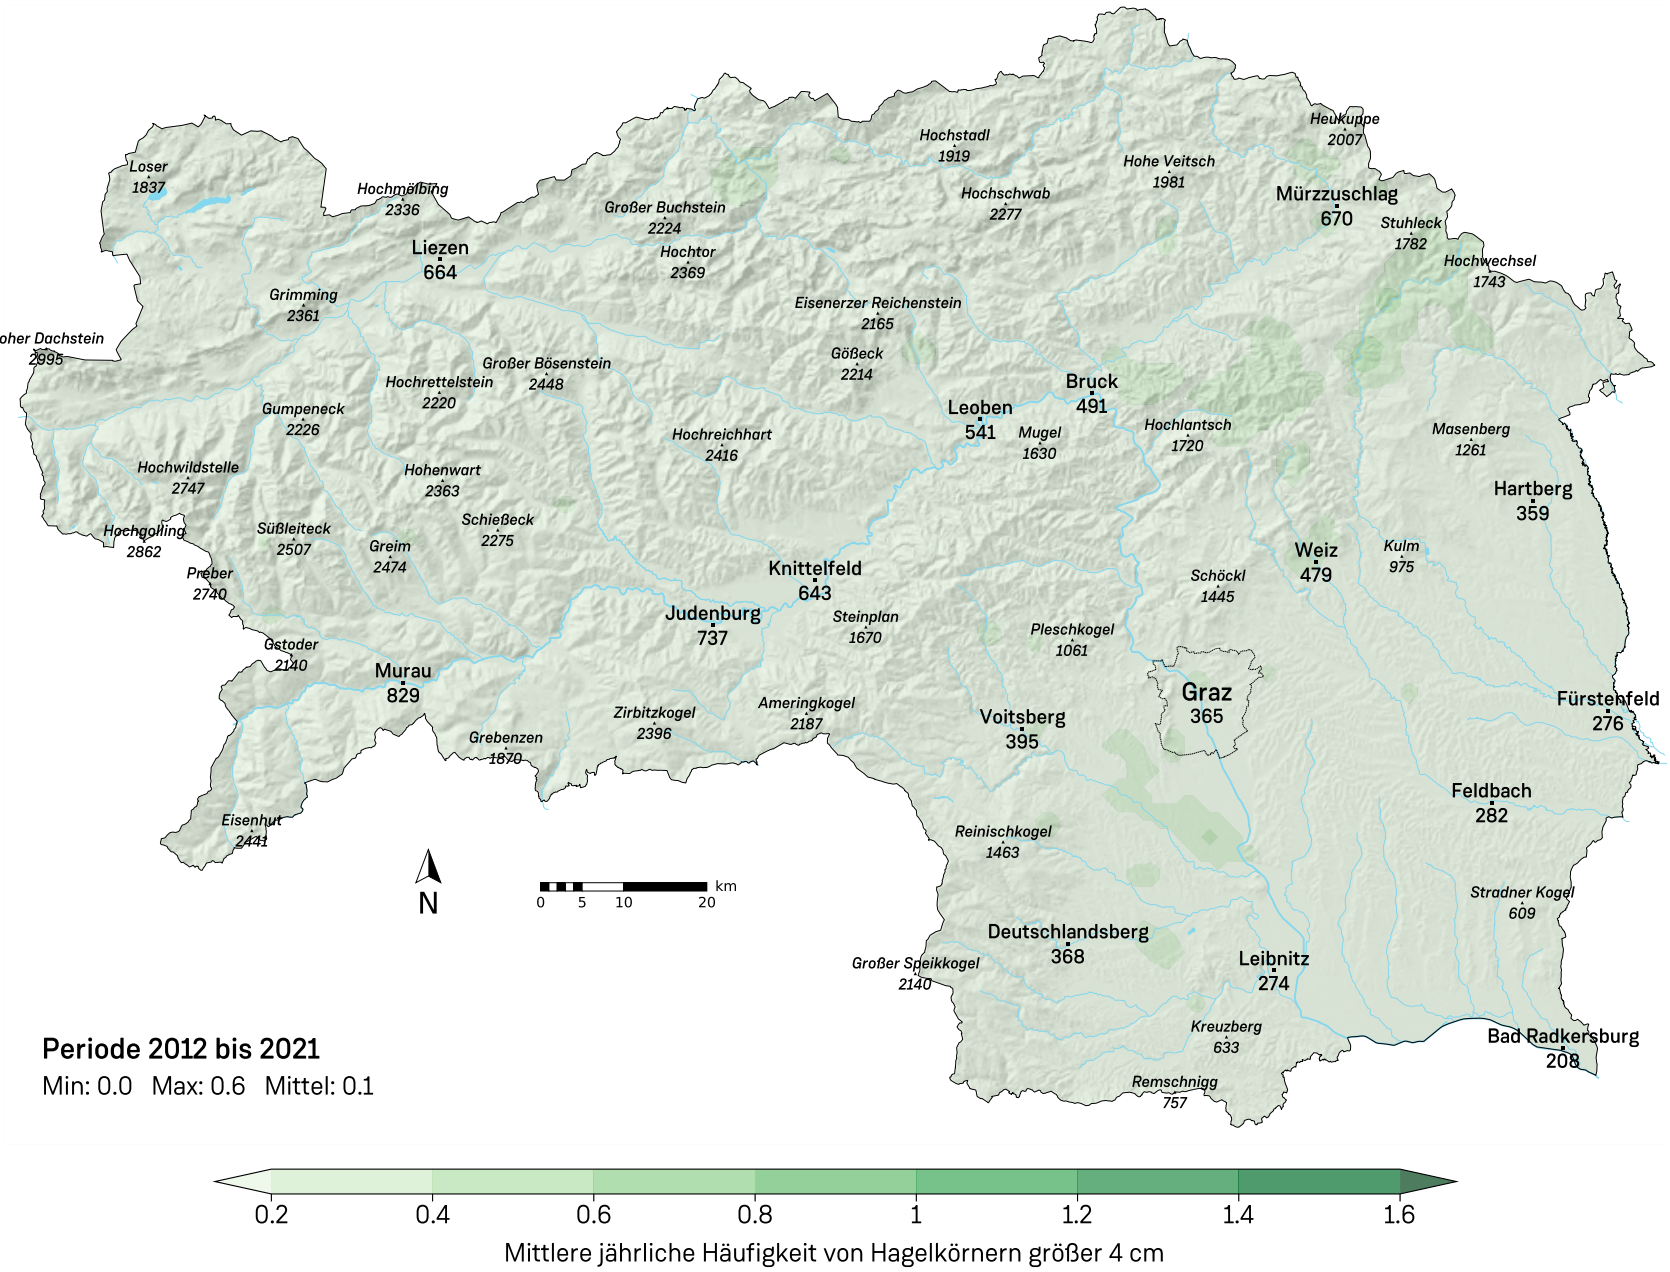 Heukuppe
2007
Hochstadl
1919
Loser
1837
Hohe Veitsch
1981
Hochmölbing
2336
Hochschwab
2277
Mürzzuschlag
670
Großer Buchstein
2224
Stuhleck
1782
Liezen
664
Hochtor
2369
Hochwechsel
1743
Grimming
2361
Eisenerzer Reichenstein
2165
oher Dachstein
2995
Gößeck
2214
Großer Bösenstein
2448
Hochrettelstein
2220
Bruck
491
Gumpeneck
2226
Leoben
541
Hochlantsch
1720
Masenberg
1261
Hochreichhart
2416
Mugel
1630
Hochwildstelle
2747
Hohenwart
2363
Hartberg
359
Schießeck
2275
Hochgolling
2862
Süßleiteck
2507
Greim
2474
Weiz
479
Kulm
975
Preber
2740
Knittelfeld
643
Schöckl
1445
Judenburg
737
Steinplan
1670
Pleschkogel
1061
Gstoder
2140
Murau
829
Graz
365
Fürstenfeld
276
Zirbitzkogel
2396
Ameringkogel
2187
Voitsberg
395
Grebenzen
1870
Feldbach
282
Eisenhut
2441
Reinischkogel
1463
N
km
0 5 10 20
Stradner Kogel
609
Deutschlandsberg
368
Großer Speikkogel
2140
Leibnitz
274
Kreuzberg
633
Bad Radkersburg
208
Remschnigg
757
Periode 2012 bis 2021
Min: 0.0 Max: 0.6 Mittel: 0.1
0.2 0.4 0.6 0.8 1 1.2 1.4 1.6
Mittlere jährliche Häufigkeit von Hagelkörnern größer 4 cm